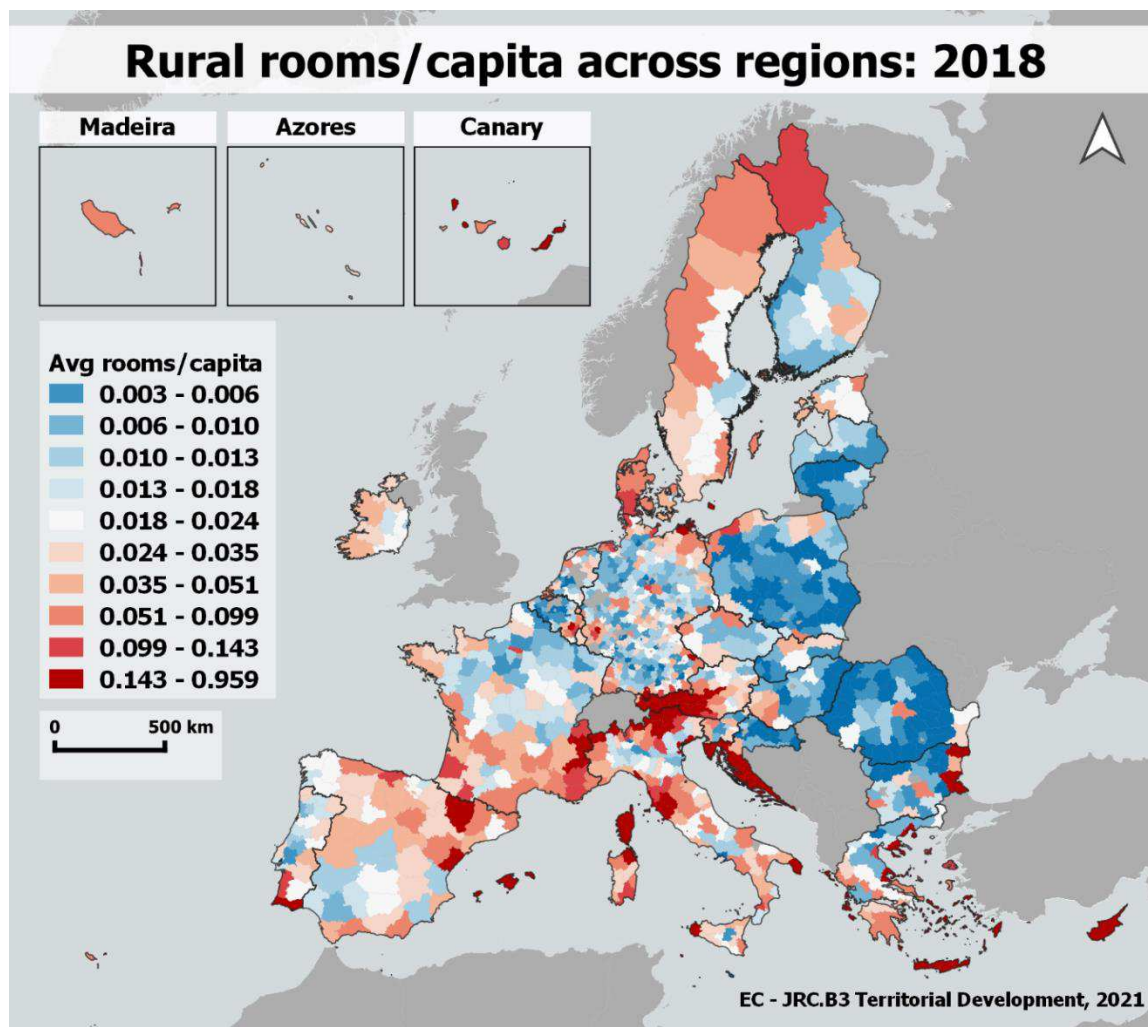 Rural rooms/capita across regions: 2018
Madeira
Azores
Canary
Avg rooms/capita
0.003 - 0.006
0.006 - 0.010
0.010 - 0.013
0.013 - 0.018
0.018 - 0.024
0.024 - 0.035
0.035 - 0.051
0.051 - 0.099
0.099 - 0.143
0.143 - 0.959
0 500 km
EC - JRC.B3 Territorial Development, 2021